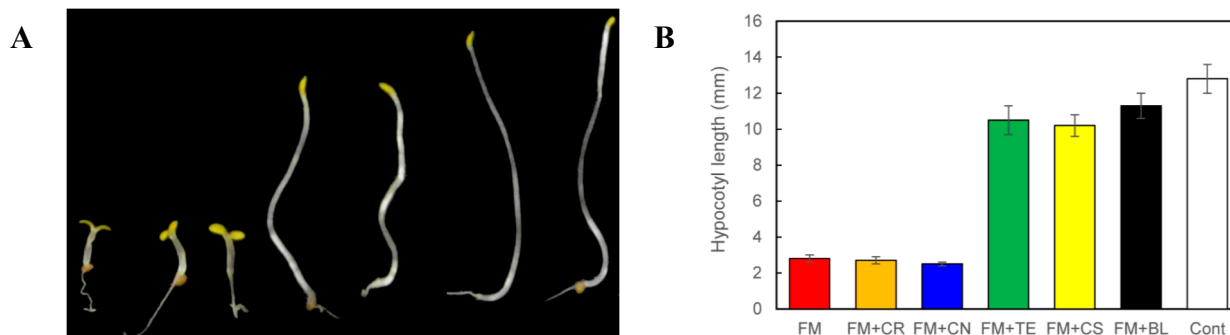 A
B
Hypocotyl length (mm)
16
14
12
10
8
6
4
2
0
FM FM+CR FM+CN FM+TE FM+CS FM+BL Cont